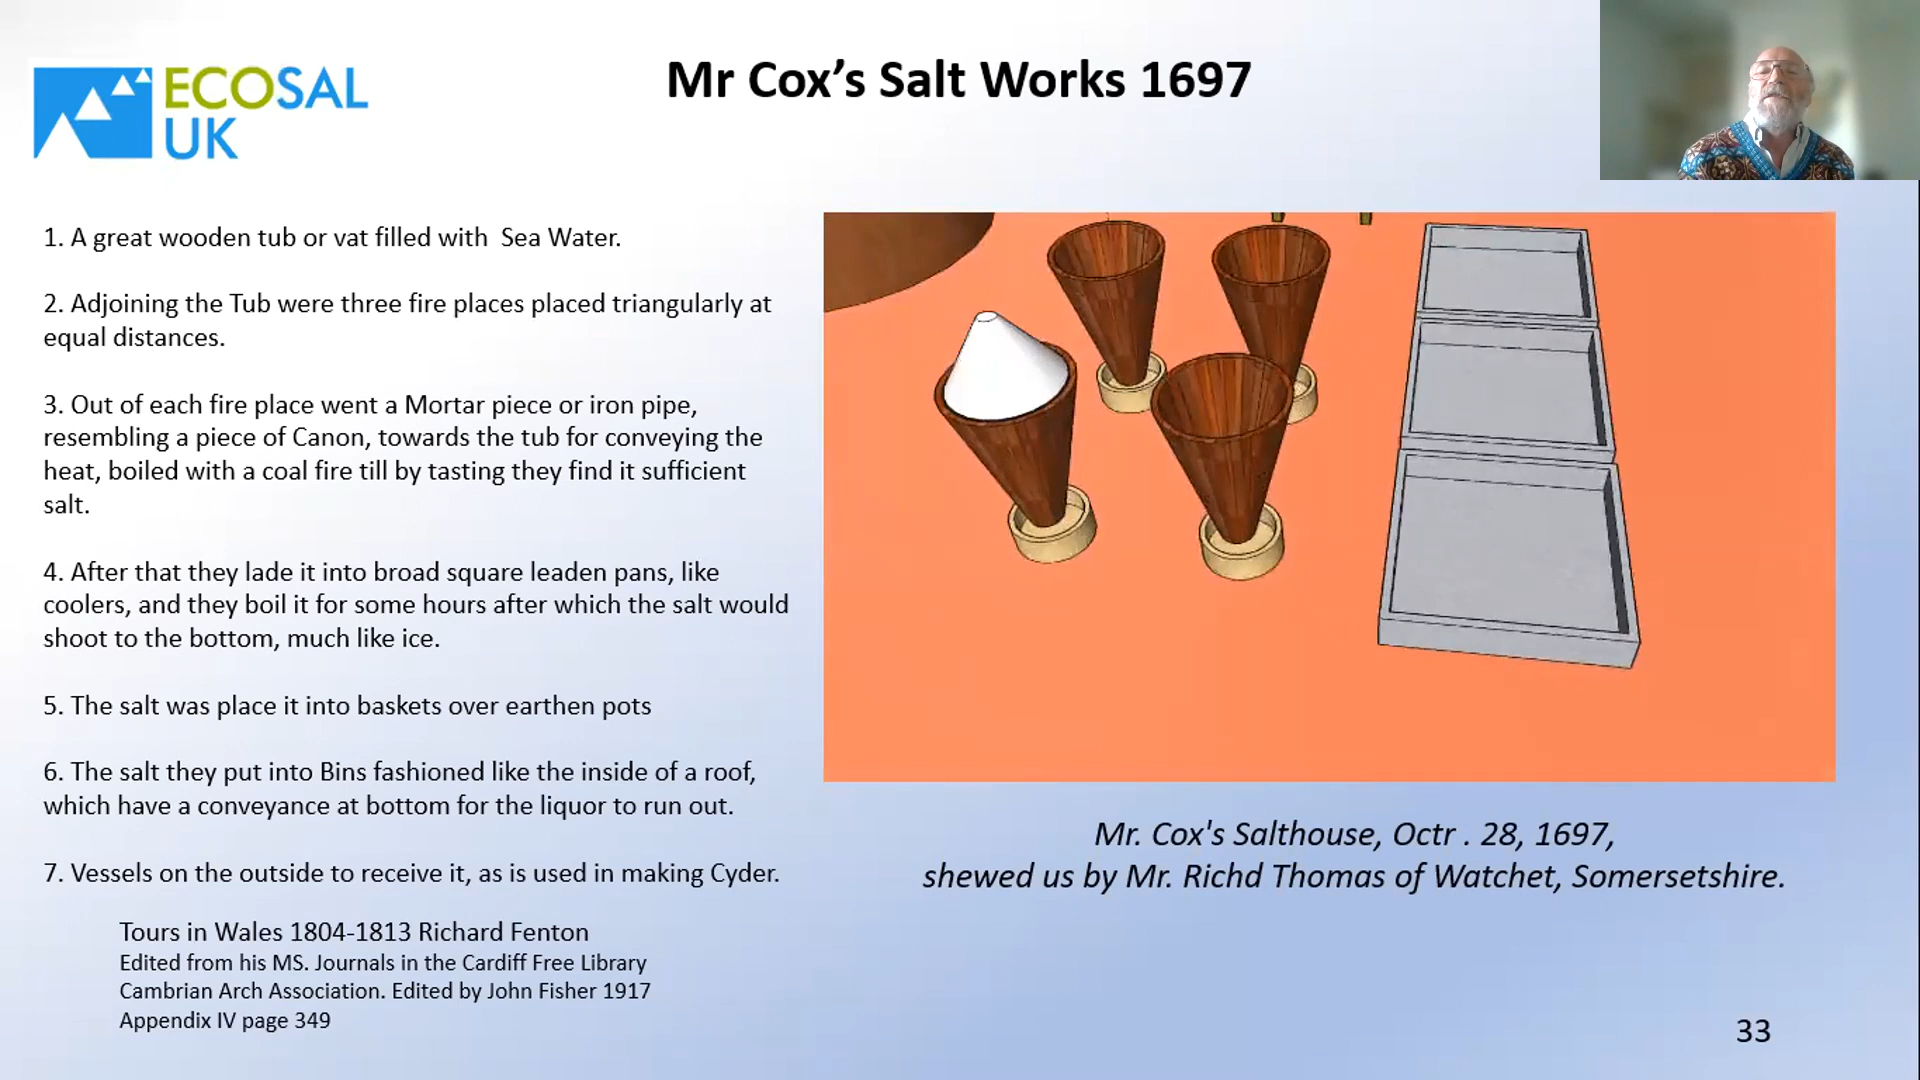 ECOSAL
UK
Mr Cox’s Salt Works 1697
1. A great wooden tub or vat filled with  Sea Water.
2. Adjoining the Tub were three fire places placed triangularly at
equal distances.
3. Out of each fire place went a Mortar piece or iron pipe,
resembling a piece of Canon, towards the tub for conveying the
heat, boiled with a coal fire till by tasting they find it sufficient
salt.
4. After that they lade it into broad square leaden pans, like
coolers, and they boil it for some hours after which the salt would
shoot to the bottom, much like ice.
5. The salt was place it into baskets over earthen pots
6. The salt they put into Bins fashioned like the inside of a roof,
which have a conveyance at bottom for the liquor to run out.
7. Vessels on the outside to receive it, as is used in making Cyder.
Tours in Wales 1804-1813 Richard Fenton
Edited from his MS. Journals in the Cardiff Free Library
Cambrian Arch Association. Edited by John Fisher 1917
Appendix IV page 349
Mr. Cox's Salthouse, Octr . 28, 1697,
shewed us by Mr. Richd Thomas of Watchet, Somersetshire.
33